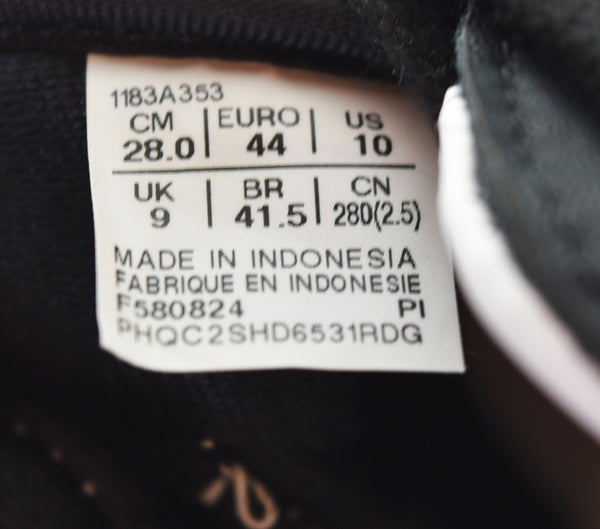 1183A353
CM | EURO | US
28.0 | 44 | 10
UK | BR | CN
9 | 41.5 | 280(2.5)
MADE IN INDONESIA
FABRIQUE EN INDONESIE
F580824 PI
PHQC2SHD6531RDG